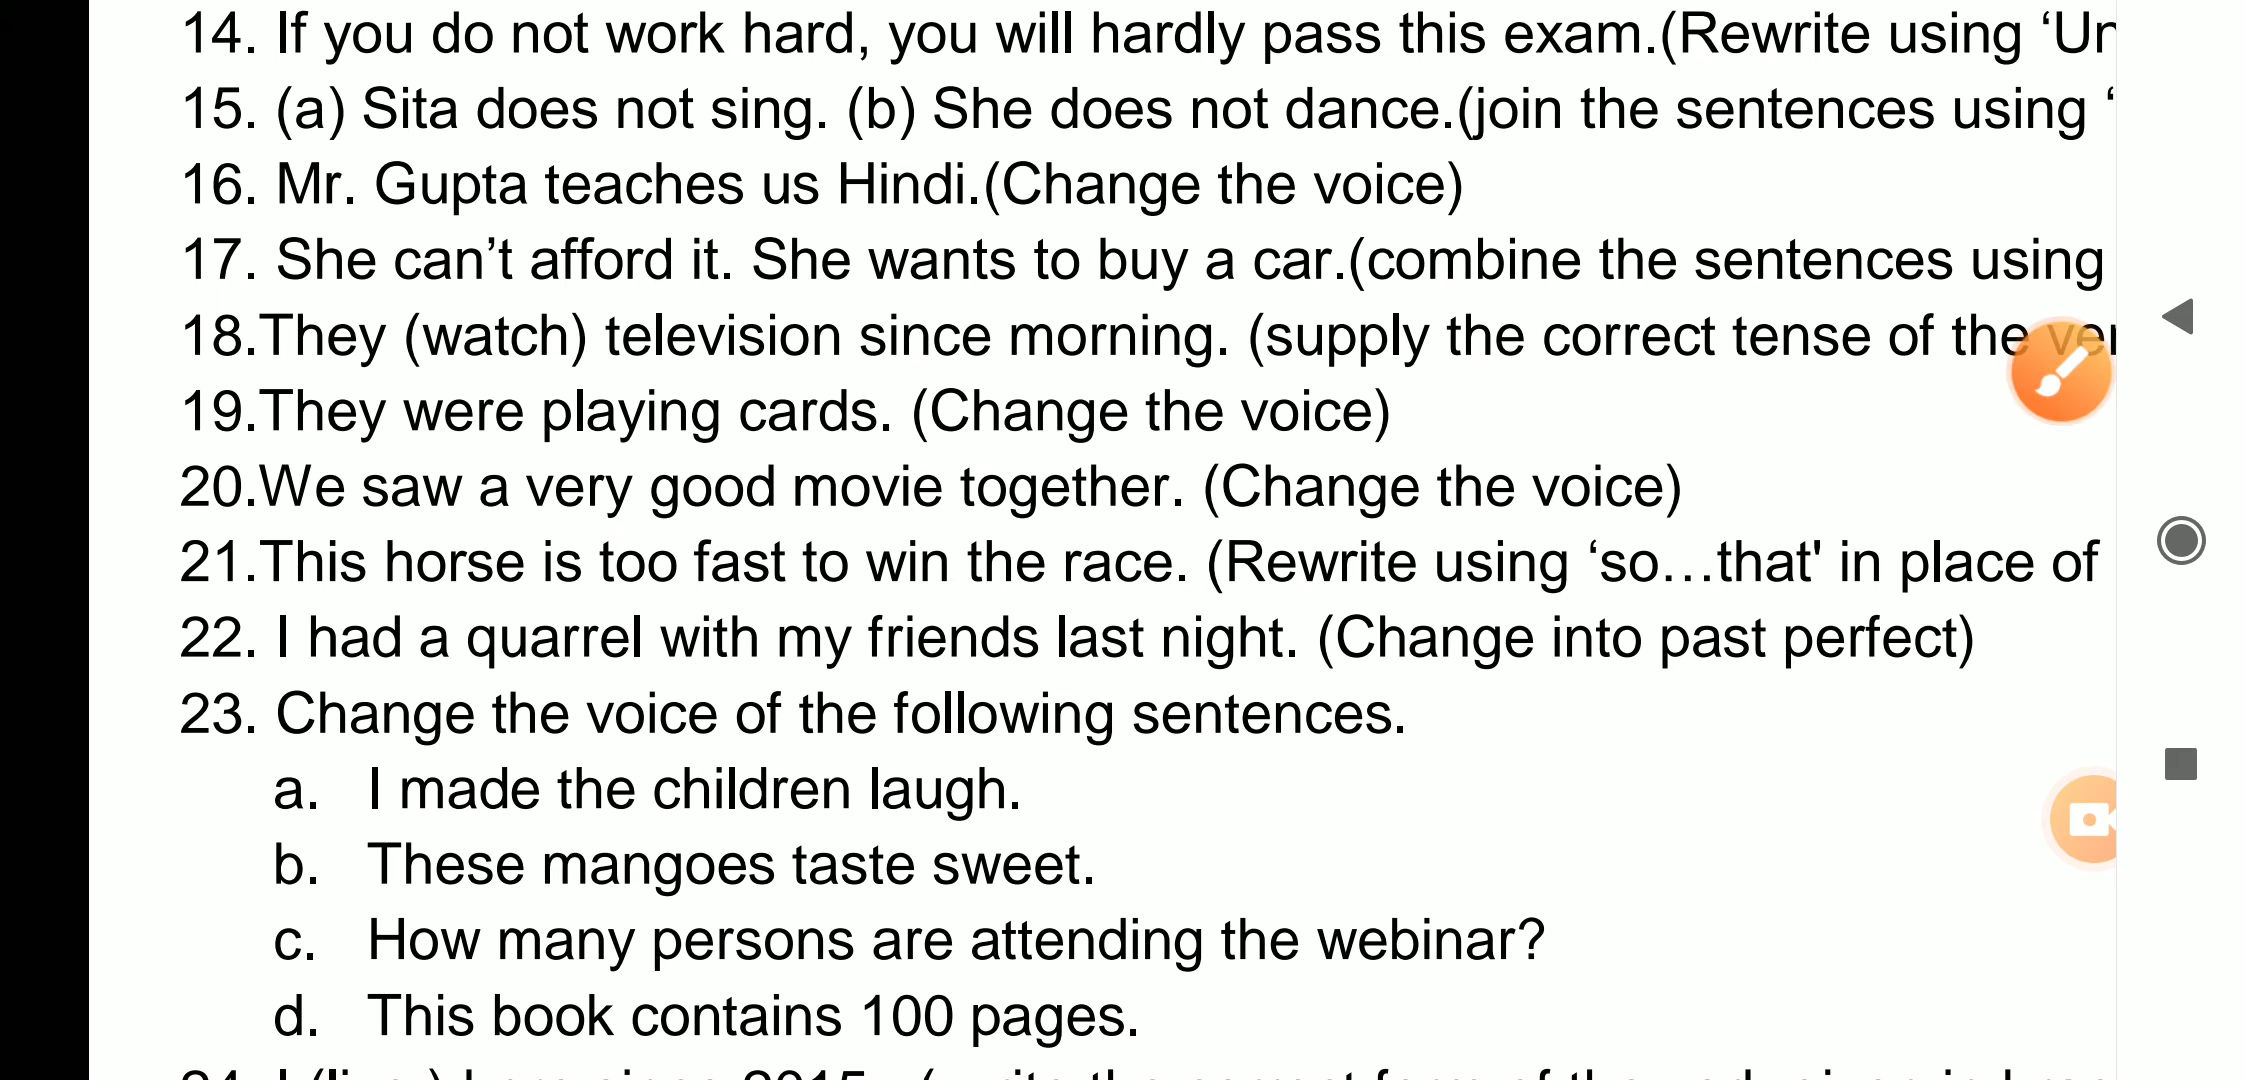 14. If you do not work hard, you will hardly pass this exam.(Rewrite using ‘Un
15. (a) Sita does not sing. (b) She does not dance.(join the sentences using ‘
16. Mr. Gupta teaches us Hindi.(Change the voice)
17. She can’t afford it. She wants to buy a car.(combine the sentences using
18.They (watch) television since morning. (supply the correct tense of the
19.They were playing cards. (Change the voice)
20.We saw a very good movie together. (Change the voice)
21.This horse is too fast to win the race. (Rewrite using ‘so…that' in place of
22. I had a quarrel with my friends last night. (Change into past perfect)
23. Change the voice of the following sentences.
a. I made the children laugh.
b. These mangoes taste sweet.
c. How many persons are attending the webinar?
d. This book contains 100 pages.